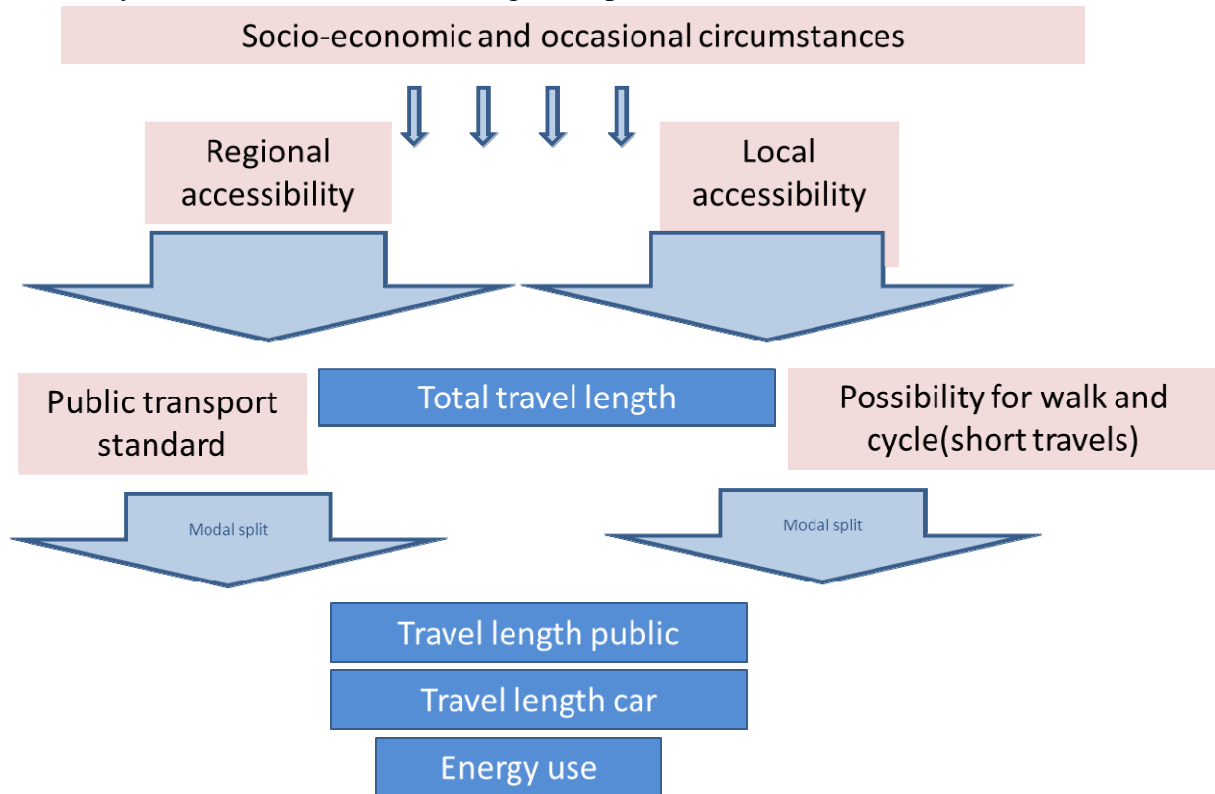 Socio-economic and occasional circumstances
Regional
accessibility
Local
accessibility
Public transport
standard
Total travel length
Possibility for walk and
cycle(short travels)
Modal split
Modal split
Travel length public
Travel length car
Energy use